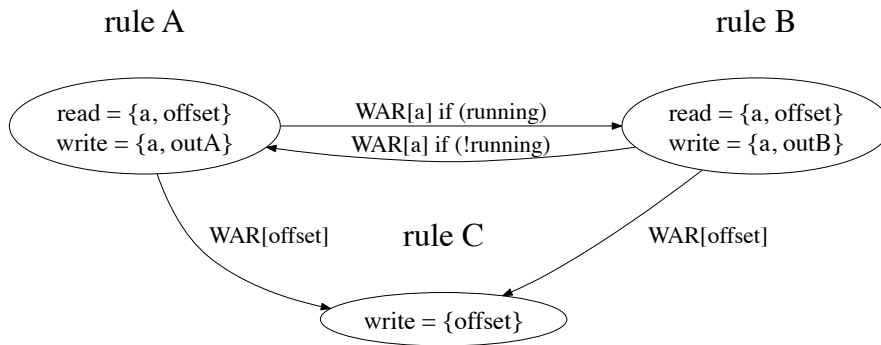 rule A
rule B
read = {a, offset}
write = {a, outA}
WAR[a] if (running)
WAR[a] if (!running)
read = {a, offset}
write = {a, outB}
WAR[offset]
rule C
WAR[offset]
write = {offset}